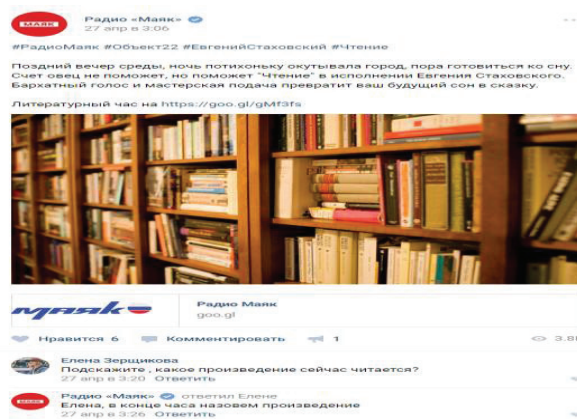 МАЯК
Радио «Маяк»
27 апр в 3:06
#РадиоМаяк #Объект22 #ЕвгенийСтаховский #Чтение
Поздний вечер среды, ночь потихоньку окутывала город, пора готовиться ко сну.
Счет овец не поможет, но поможет "Чтение" в исполнении Евгения Стаховского.
Бархатный голос и мастерская подача превратит ваш будущий сон в сказку.
Литературный час на https://goo.gl/gMf3fs
маяк
Радио Маяк
goo.gl
Нравится 6 Комментировать 1
Елена Зерщикова
Подскажите , какое произведение сейчас читается?
27 апр в 3:20 Ответить
МАЯК
Радио «Маяк» ответил Елене
Елена, в конце часа назовем произведение
27 апр в 3:26 Ответить